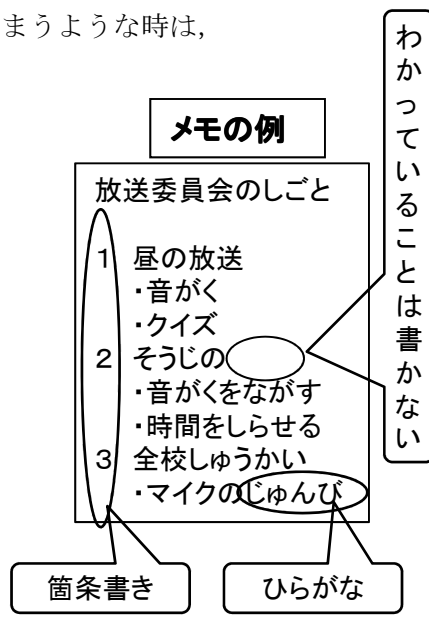 まうような時は,
メモの例
放送委員会のしごと
1 昼の放送
・音がく
・クイズ
2 そうじの
・音がくをながす
・時間をしらせる
3 全校しゅうかい
・マイクのじゅんび
わかっていることは書かない
箇条書き
ひらがな